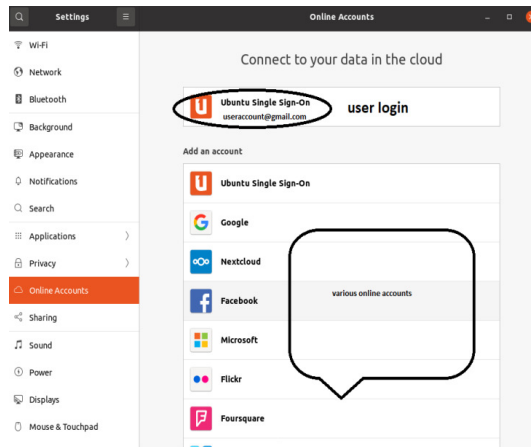 Settings
Online Accounts
Wi-Fi
Network
Bluetooth
Background
Appearance
Notifications
Search
Applications
Privacy
Online Accounts
Sharing
Sound
Power
Displays
Mouse & Touchpad
Connect to your data in the cloud
Ubuntu Single Sign-On
useraccount@gmail.com
user login
Add an account
Ubuntu Single Sign-On
Google
Nextcloud
Facebook
Microsoft
Flickr
Foursquare
various online accounts